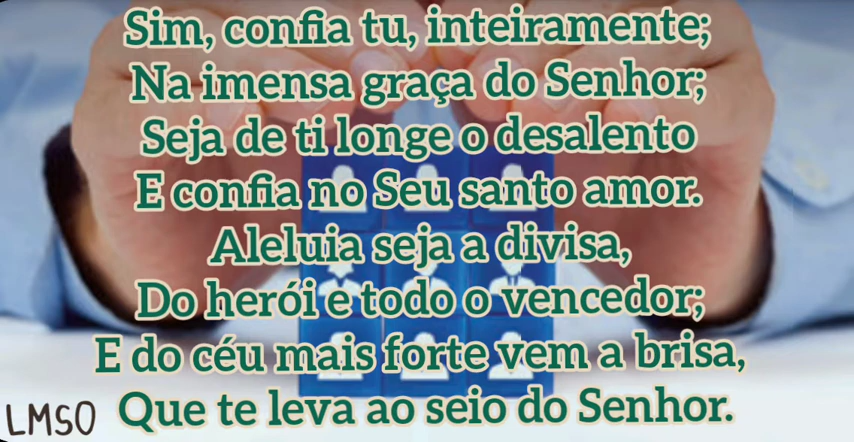 Sim, confia tu, inteiramente;
Na imensa graça do Senhor;
Seja de ti longe o desalento
E confia no Seu santo amor.
Aleluia seja a divisa,
Do herói e todo o vencedor;
E do céu mais forte vem a brisa,
Que te leva ao seio do Senhor.
LMSO